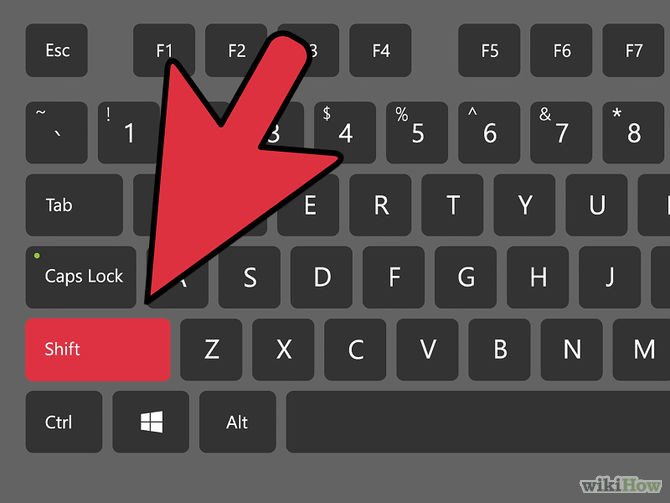 Esc F1 F2 3 F4 F5 F6 F7
~ ! $ % ^ & *
` 1 3 4 5 6 7 8
Tab E R T Y U
Caps Lock A S D F G H J
Shift Z X C V B N M
Ctrl Alt
wikiHow